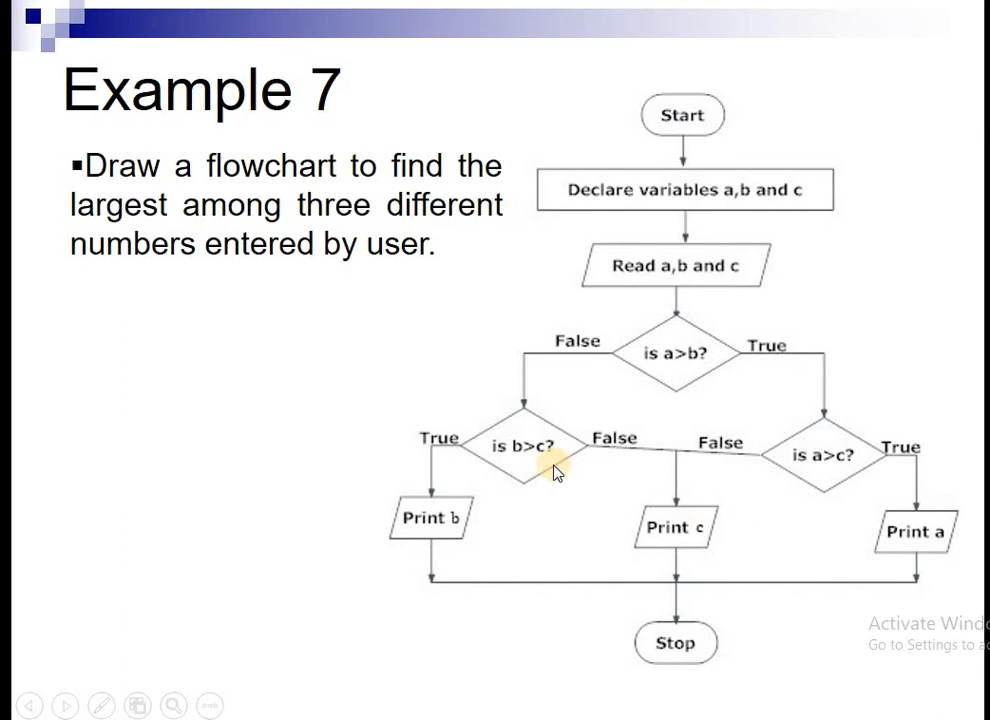 Example 7
▪Draw a flowchart to find the
largest among three different
numbers entered by user.
Start
Declare variables a,b and c
Read a,b and c
is a>b?
False
True
is b>c?
True
False
is a>c?
False
True
Print b
Print c
Print a
Stop
Activate Windo
Go to Settings to a